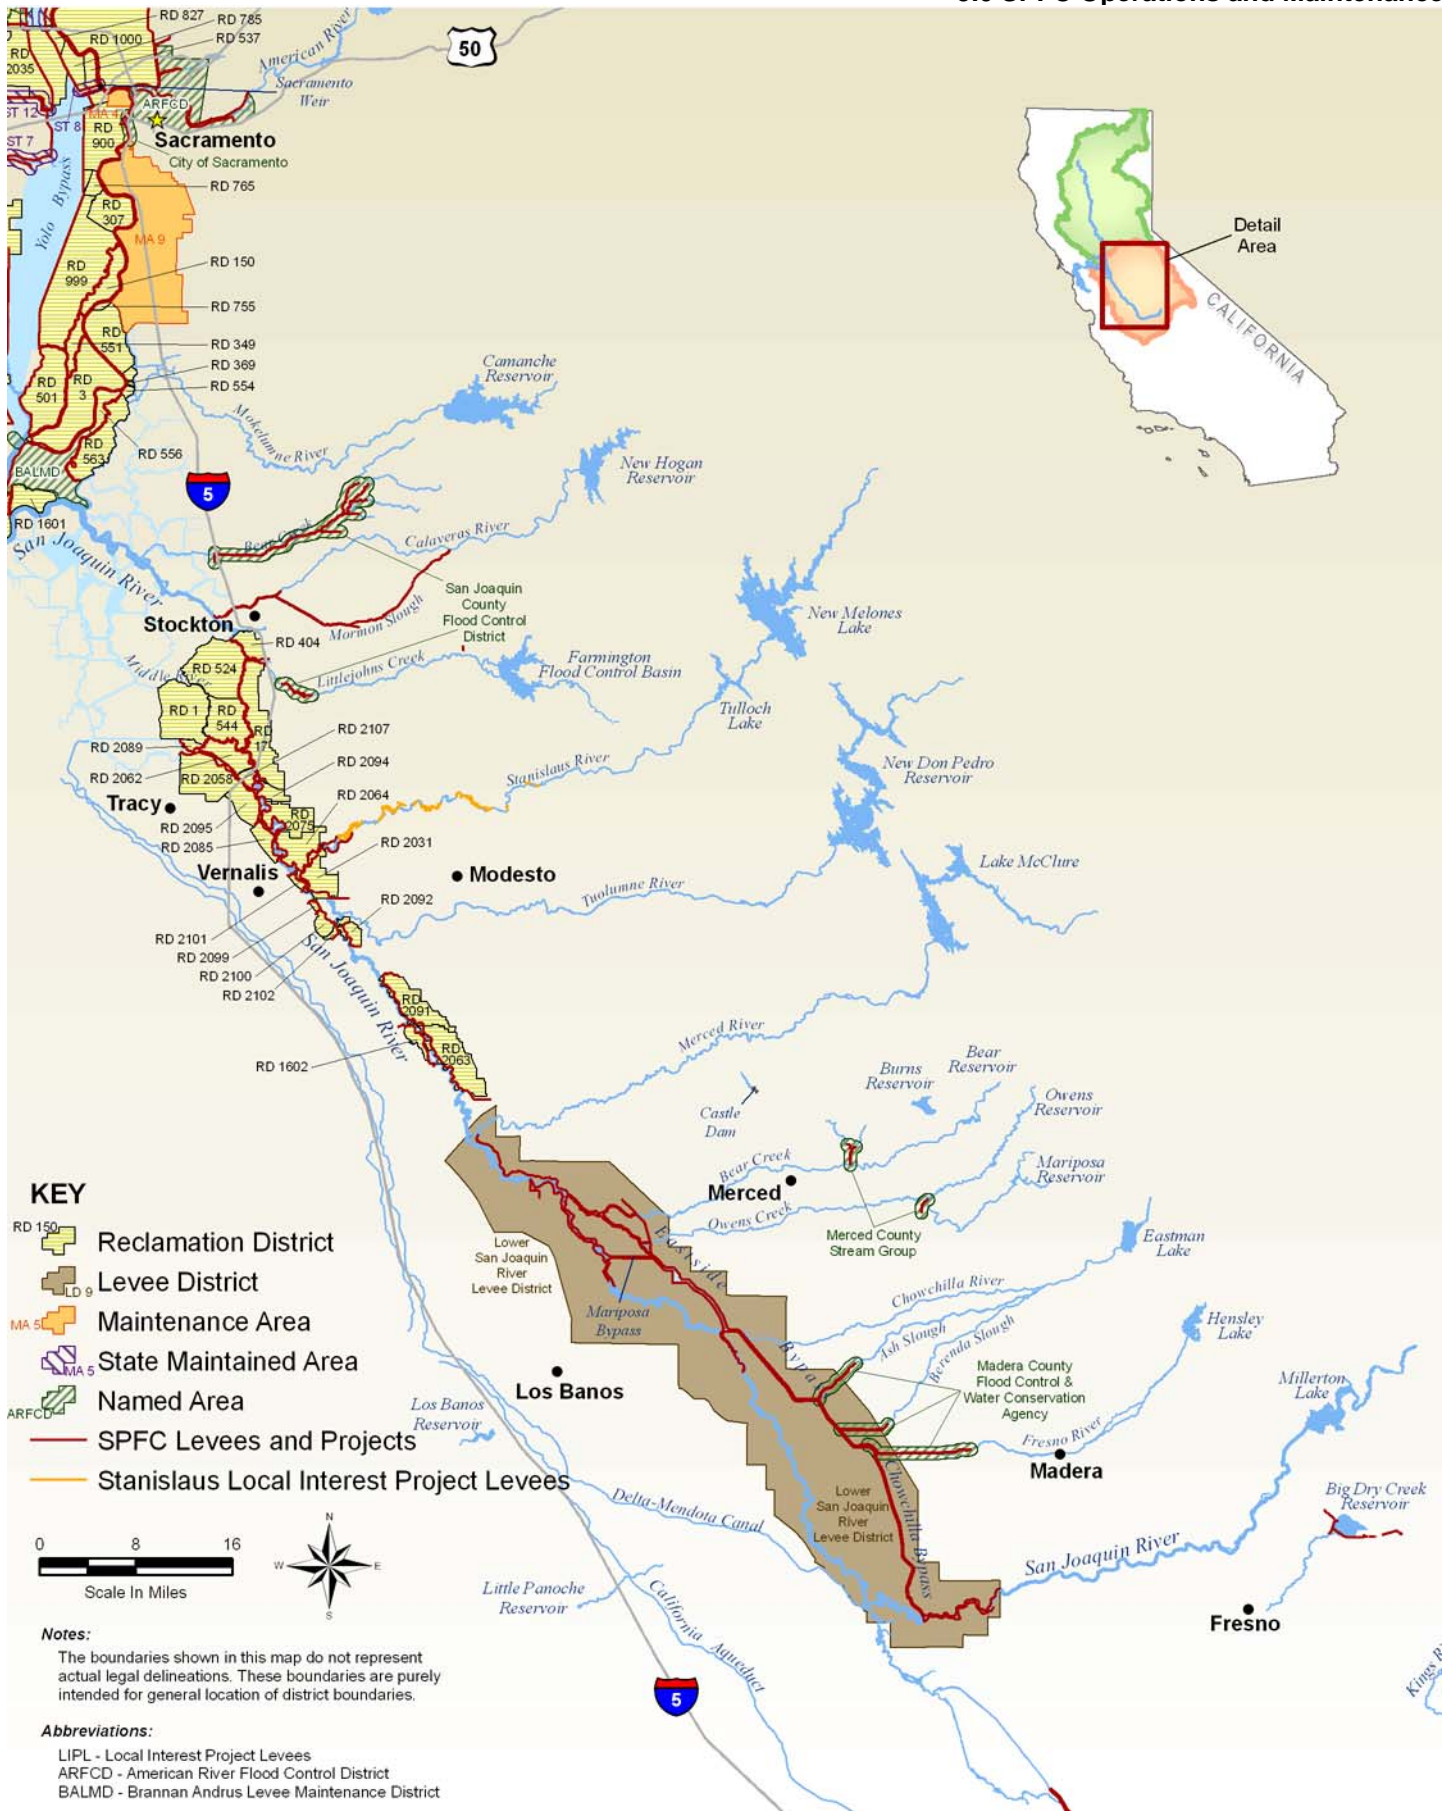 RD 827
RD 785
RD 1000
RD 537
RD
2035
American River
50
Sacramento
Weir
ARFCD
MA 4
ST 12
ST 8
ST 7
RD
900
Sacramento
City of Sacramento
Yolo Bypass
RD 765
RD
307
MA 9
RD
999
RD 150
RD 755
RD
551
RD 349
RD 369
RD 554
RD
501
RD
3
RD
563
RD 556
BALMD
RD 1601
Detail
Area
CALIFORNIA
Camanche
Reservoir
Mokelumne River
New Hogan
Reservoir
5
Bear Creek
Calaveras River
San Joaquin River
San Joaquin
County
Flood Control
District
Stockton
Mormon Slough
New Melones
Lake
RD 404
Middle River
RD 524
Littlejohns Creek
Farmington
Flood Control Basin
Tulloch
Lake
RD 1
RD
544
RD
17
RD 2107
RD 2089
RD 2094
RD 2062
RD 2058
Stanislaus River
New Don Pedro
Reservoir
RD 2064
Tracy
RD
2075
RD 2095
RD 2085
RD 2031
Vernalis
Modesto
Lake McClure
Tuolumne River
RD 2092
RD 2101
RD 2099
RD 2100
RD 2102
San Joaquin River
RD
2091
RD
2063
RD 1602
Merced River
Castle
Dam
Burns
Reservoir
Bear
Reservoir
Owens
Reservoir
Mariposa
Reservoir
Bear Creek
Merced
Owens Creek
Merced County
Stream Group
Eastman
Lake
Lower
San Joaquin
River
Levee District
Eastside
Mariposa
Bypass
Chowchilla River
Ash Slough
Berenda Slough
Hensley
Lake
Madera County
Flood Control &
Water Conservation
Agency
Millerton
Lake
Los Banos
Los Banos
Reservoir
Fresno River
Madera
Lower
San Joaquin
River
Levee District
Chowchilla Bypass
Big Dry Creek
Reservoir
Delta-Mendota Canal
San Joaquin River
Little Panoche
Reservoir
California Aqueduct
Fresno
5
KEY
RD 150
Reclamation District
LD 9
Levee District
MA 5
Maintenance Area
MA 5
State Maintained Area
ARFCD
Named Area
SPFC Levees and Projects
Stanislaus Local Interest Project Levees
N
W E
S
0 8 16
Scale In Miles
Notes:
The boundaries shown in this map do not represent
actual legal delineations. These boundaries are purely
intended for general location of district boundaries.
Abbreviations:
LIPL - Local Interest Project Levees
ARFCD - American River Flood Control District
BALMD - Brannan Andrus Levee Maintenance District